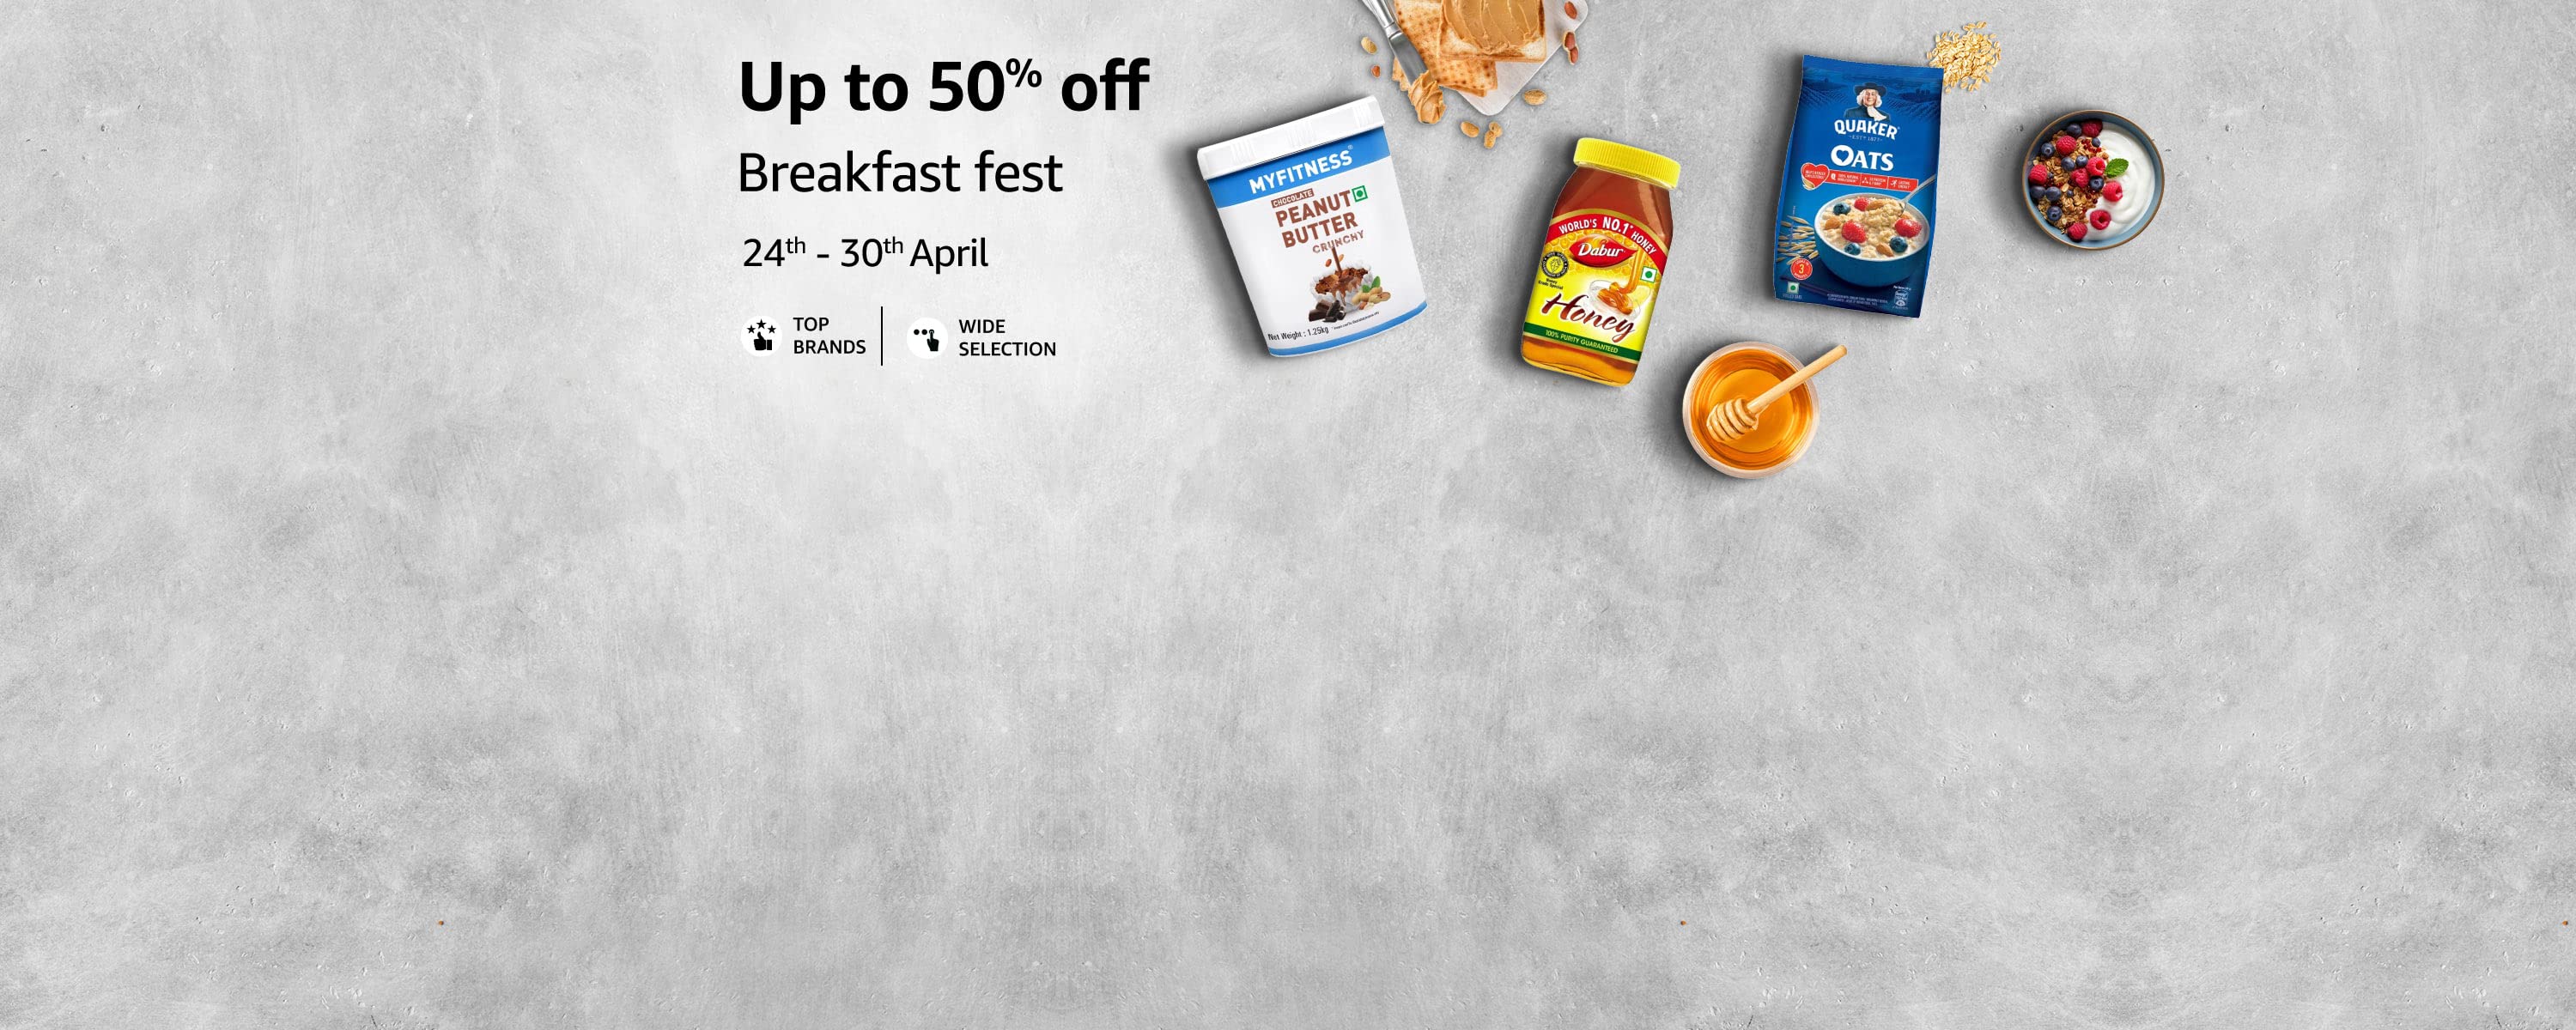 Up to 50% off
Breakfast fest
24th - 30th April
TOP
BRANDS
WIDE
SELECTION
MYFITNESS
CHOCOLATE
PEANUT
BUTTER
CRUNCHY
Net Weight : 1.25kg
WORLD'S NO.1* HONEY
Dabur
Honey
100% PURITY GUARANTEED
QUAKER
OATS
3